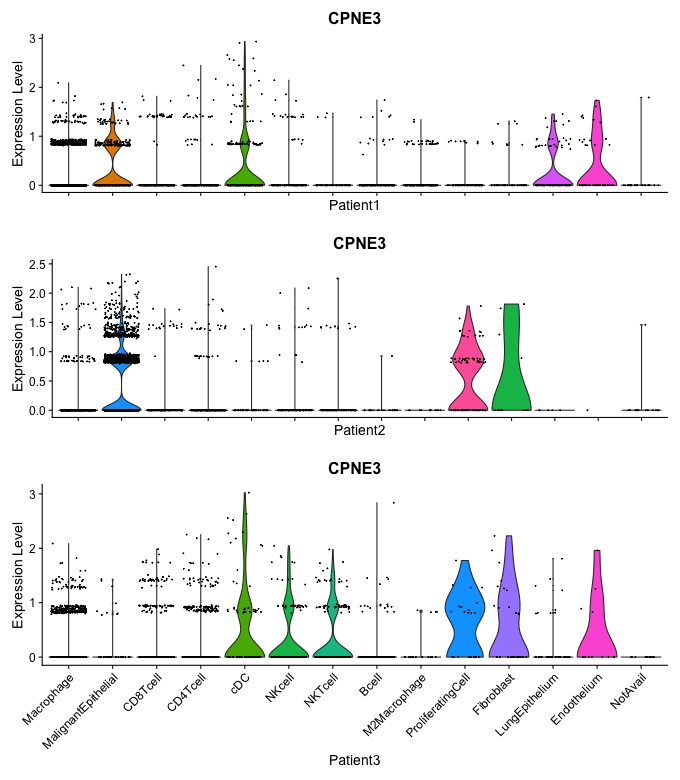 CPNE3
Expression Level
3
2
1
0
Patient1
CPNE3
Expression Level
2.5
2.0
1.5
1.0
0.5
0.0
Patient2
CPNE3
Expression Level
3
2
1
0
Macrophage
MalignantEpithelial
CD8Tcell
CD4Tcell
cDC
NKcell
NKTcell
Bcell
M2Macrophage
ProliferatingCell
Fibroblast
LungEpithelium
Endothelium
NotAvail
Patient3